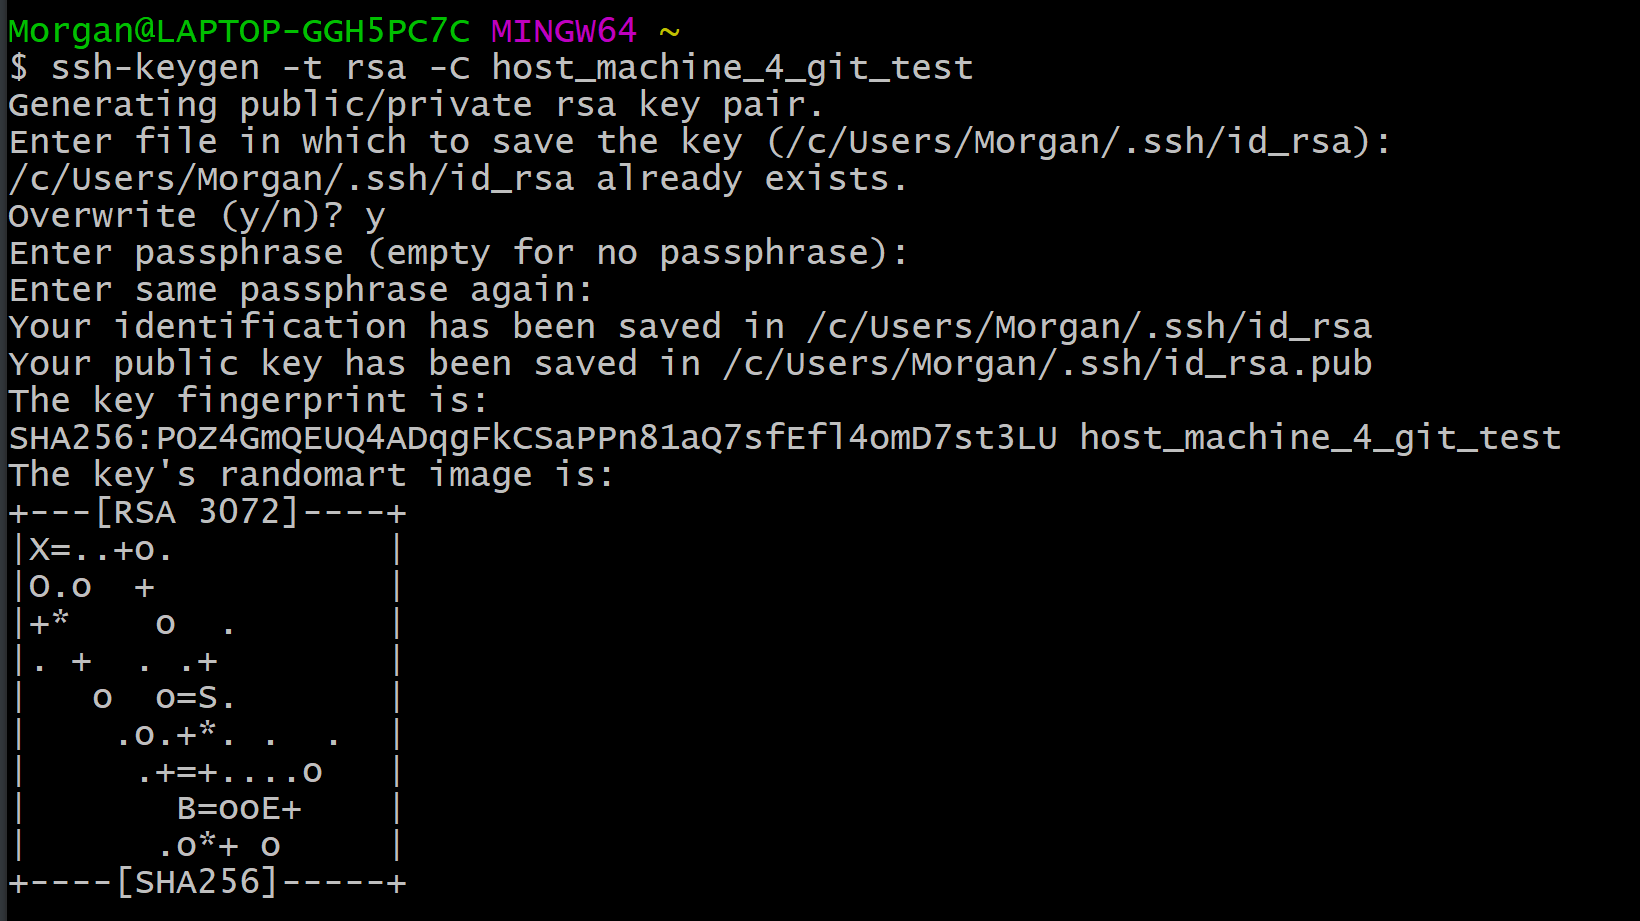 Morgan@LAPTOP-GGH5PC7C MINGW64 ~
$ ssh-keygen -t rsa -C host_machine_4_git_test
Generating public/private rsa key pair.
Enter file in which to save the key (/c/Users/Morgan/.ssh/id_rsa):
/c/Users/Morgan/.ssh/id_rsa already exists.
Overwrite (y/n)? y
Enter passphrase (empty for no passphrase):
Enter same passphrase again:
Your identification has been saved in /c/Users/Morgan/.ssh/id_rsa
Your public key has been saved in /c/Users/Morgan/.ssh/id_rsa.pub
The key fingerprint is:
SHA256:POZ4GmQEUQ4ADqgFkCSaPPn81aQ7sfEfl4omD7st3LU host_machine_4_git_test
The key's randomart image is:
+---[RSA 3072]----+
|X=..+o.          |
|O.o  +           |
|+*    o  .       |
|. +  . .+        |
|   o  o=S.       |
|    .o.+*. .  .  |
|     .+=+....o   |
|       B=ooE+    |
|      .o*+ o     |
+----[SHA256]-----+